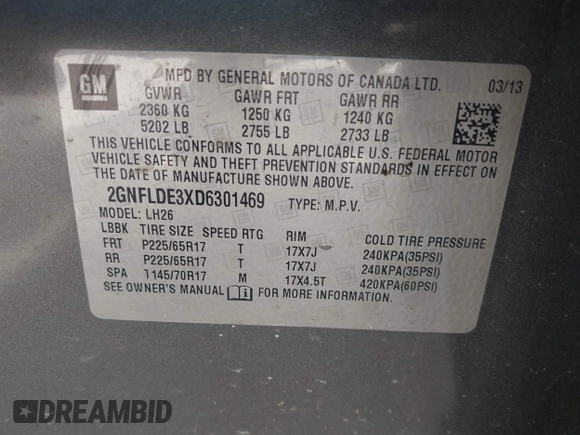 GM
MFD BY GENERAL MOTORS OF CANADA LTD. 03/13
GVWR GAWR FRT GAWR RR
2360 KG 1250 KG 1240 KG
5202 LB 2755 LB 2733 LB
THIS VEHICLE CONFORMS TO ALL APPLICABLE U.S. FEDERAL MOTOR
VEHICLE SAFETY AND THEFT PREVENTION STANDARDS IN EFFECT ON
THE DATE OF MANUFACTURE SHOWN ABOVE.
2GNFLDE3XD6301469 TYPE: M.P.V.
MODEL: LH26
LBBK TIRE SIZE SPEED RTG RIM COLD TIRE PRESSURE
FRT P225/65R17 T 17X7J 240KPA(35PSI)
RR P225/65R17 T 17X7J 240KPA(35PSI)
SPA T145/70R17 M 17X4.5T 420KPA(60PSI)
SEE OWNER'S MANUAL FOR MORE INFORMATION.
DREAMBID